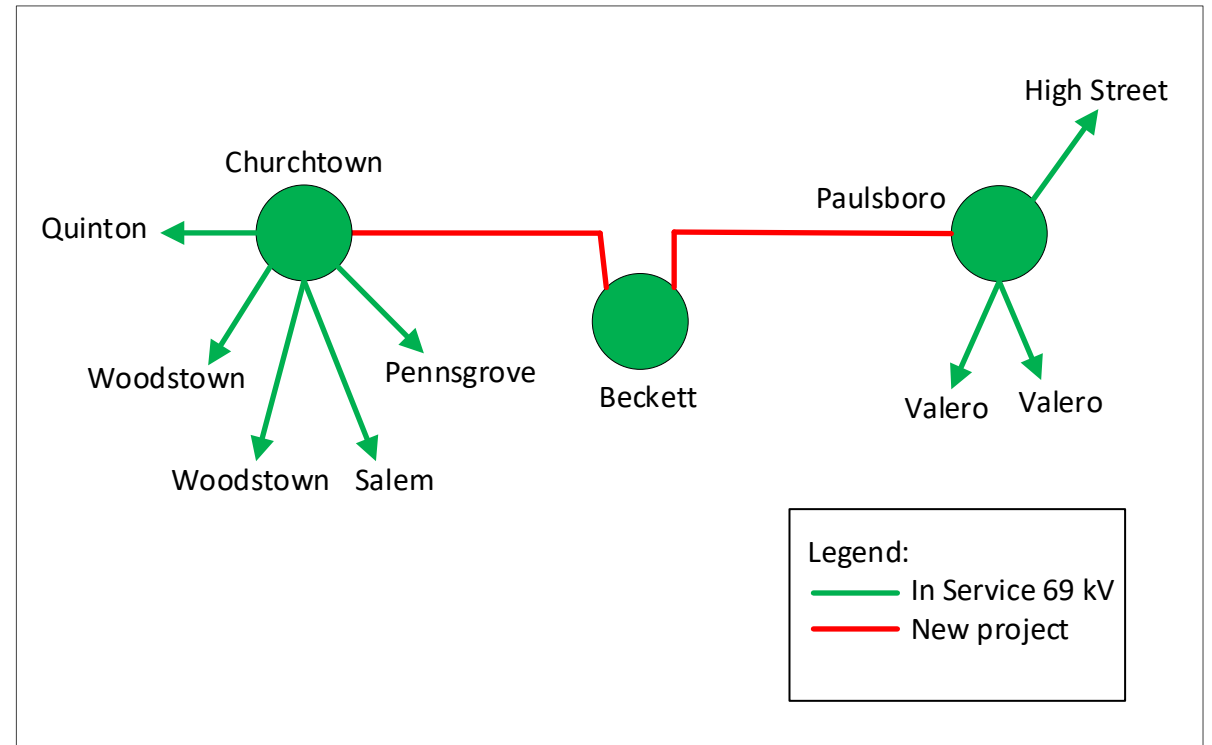 High Street
Churchtown
Paulsboro
Quinton
Woodstown
Pennsgrove
Beckett
Valero
Valero
Woodstown
Salem
Legend:
In Service 69 kV
New project